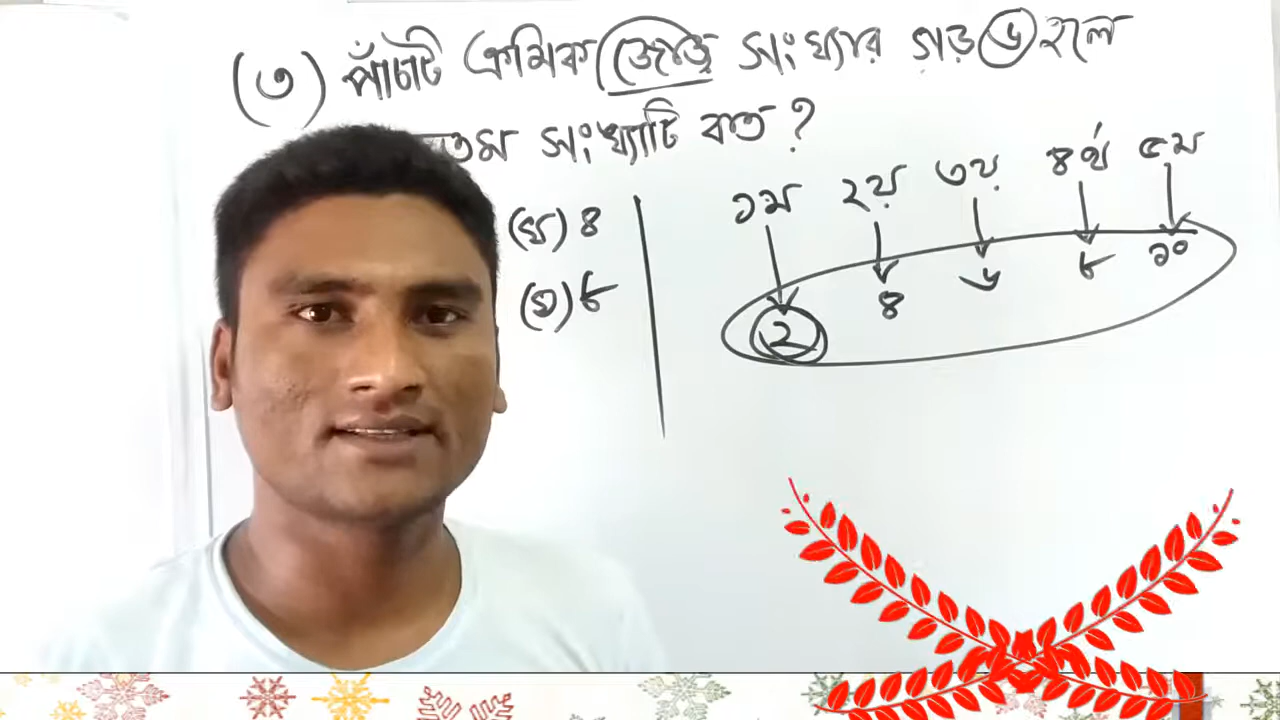 (৩) পাঁচটি ক্রমিক জোড় সংখ্যার গড় ৬ হলে
তম সংখ্যাটি কত ?
১ম ২য় ৩য় ৪র্থ ৫ম
(খ) ৪
২ ৪ ৬ ৮ ১০
(ঘ) ৮